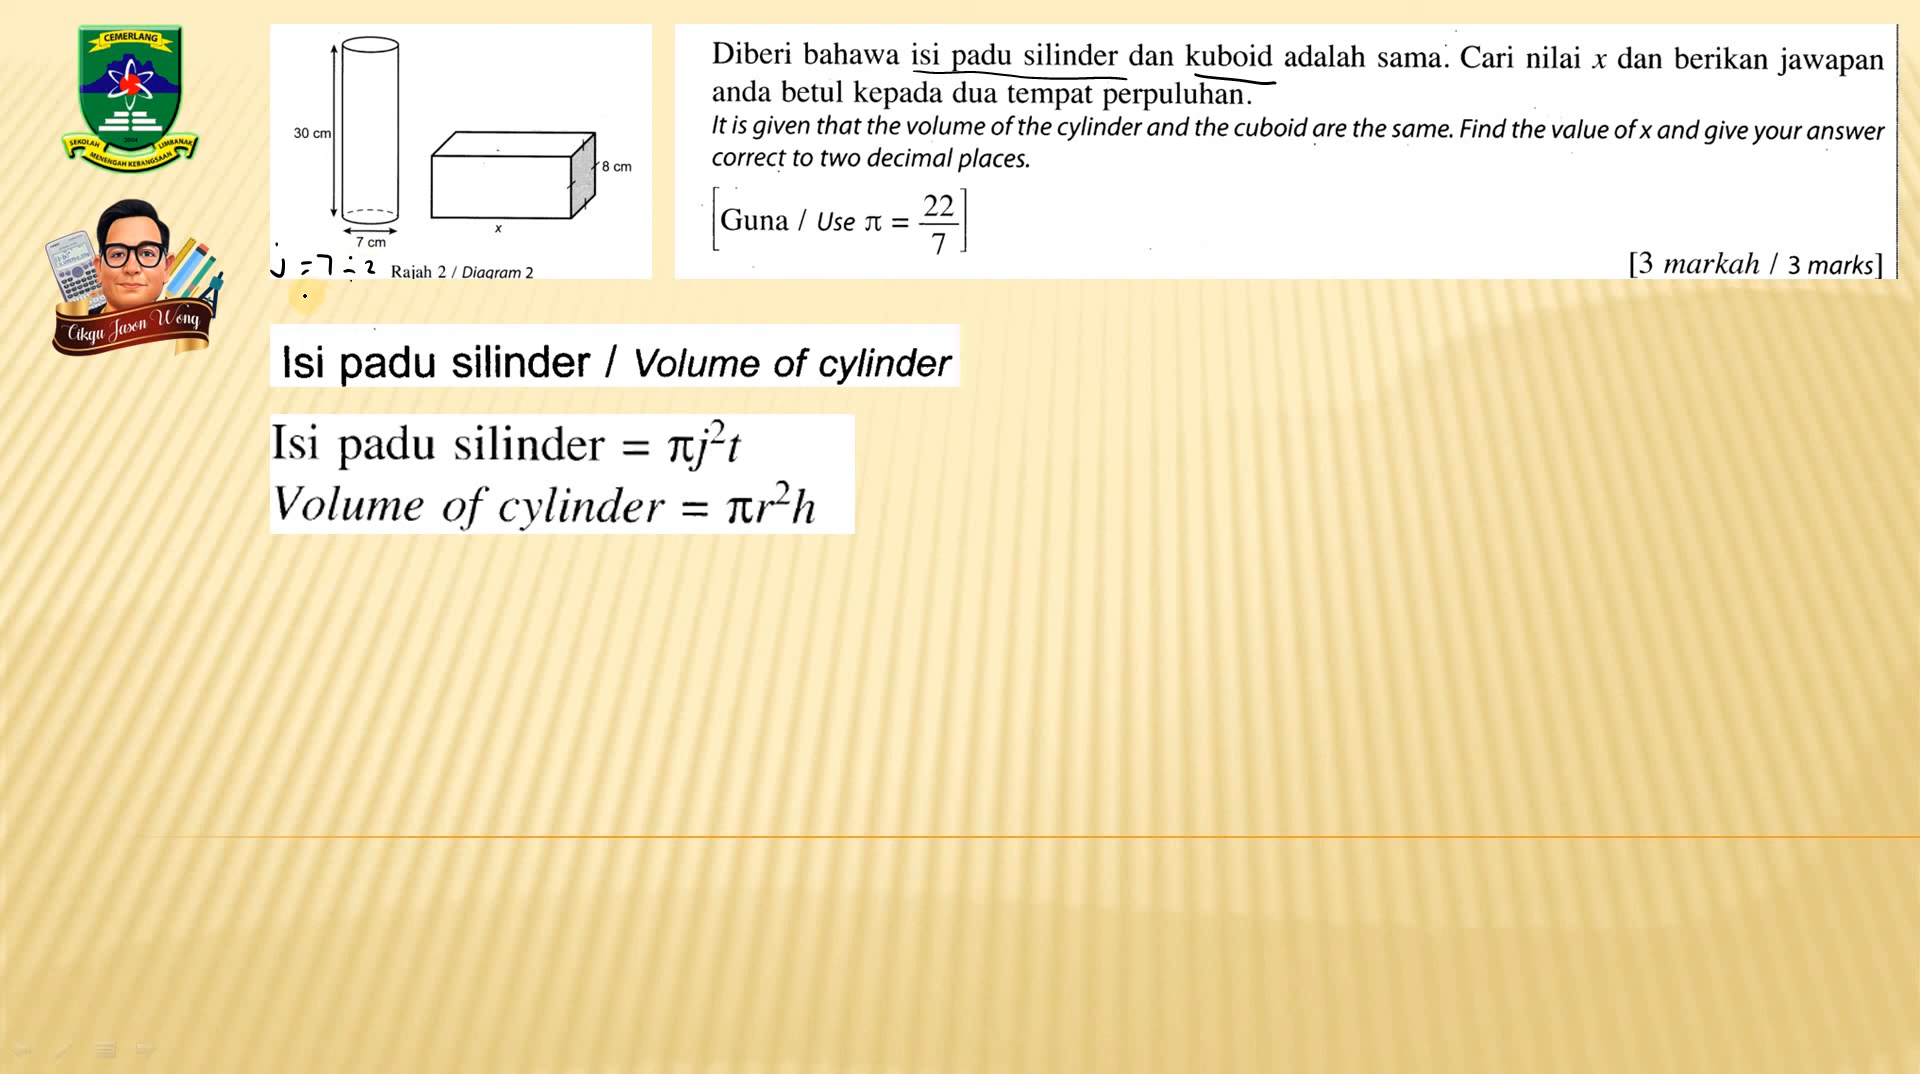 CEMERLANG
2004
SEKOLAH LIMBANAK
MENENGAH KEBANGSAAN
Cikgu Jason Wong
30 cm
8 cm
x
7 cm
j = 7 ÷ 2
Rajah 2 / Diagram 2
Diberi bahawa isi padu silinder dan kuboid adalah sama. Cari nilai x dan berikan jawapan
anda betul kepada dua tempat perpuluhan.
It is given that the volume of the cylinder and the cuboid are the same. Find the value of x and give your answer
correct to two decimal places.
[Guna / Use π = 22/7]
[3 markah / 3 marks]
Isi padu silinder / Volume of cylinder
Isi padu silinder = πj²t
Volume of cylinder = πr²h